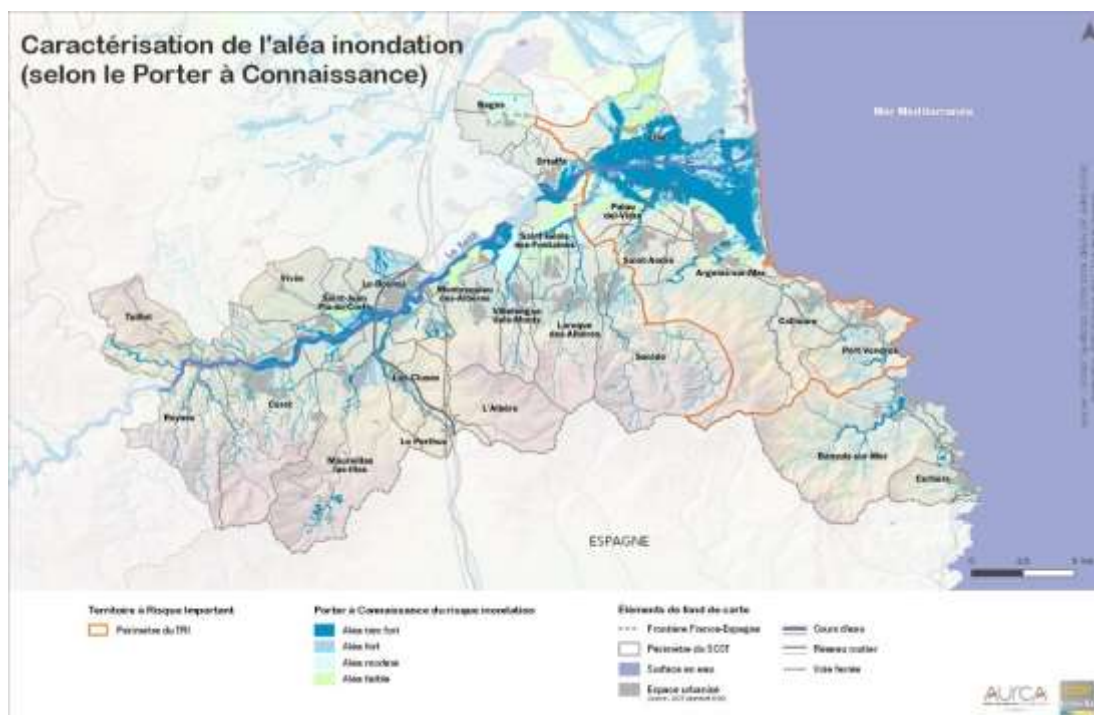 Caractérisation de l'aléa inondation
(selon le Porter à Connaissance)
Mer Méditerranée
Bages
Ortaffa
Elne
Palau
del-Vidre
Saint-Génis
des-Fontaines
Saint-André
Argelès-sur-Mer
Le Tech
Vivès
Le Boulou
Saint-Jean
Pla-de-Corts
Montesquieu
des-Albères
Taillet
Villelongue
dels-Monts
Laroque
des-Albères
Collioure
Port-Vendres
Sorède
Les Cluses
Céret
Reynès
L'Albère
Le Perthus
Maureillas
las-Illas
Banyuls-sur-Mer
Cerbère
ESPAGNE
Territoire à Risque Important
Périmètre du TRI
Porter à Connaissance du risque inondation
Aléa très fort
Aléa fort
Aléa modéré
Aléa faible
Eléments de fond de carte
Frontière France-Espagne
Périmètre du SCOT
Surface en eau
Espace urbanisé
Cours d'eau
Réseau routier
Voie ferrée
AURCA